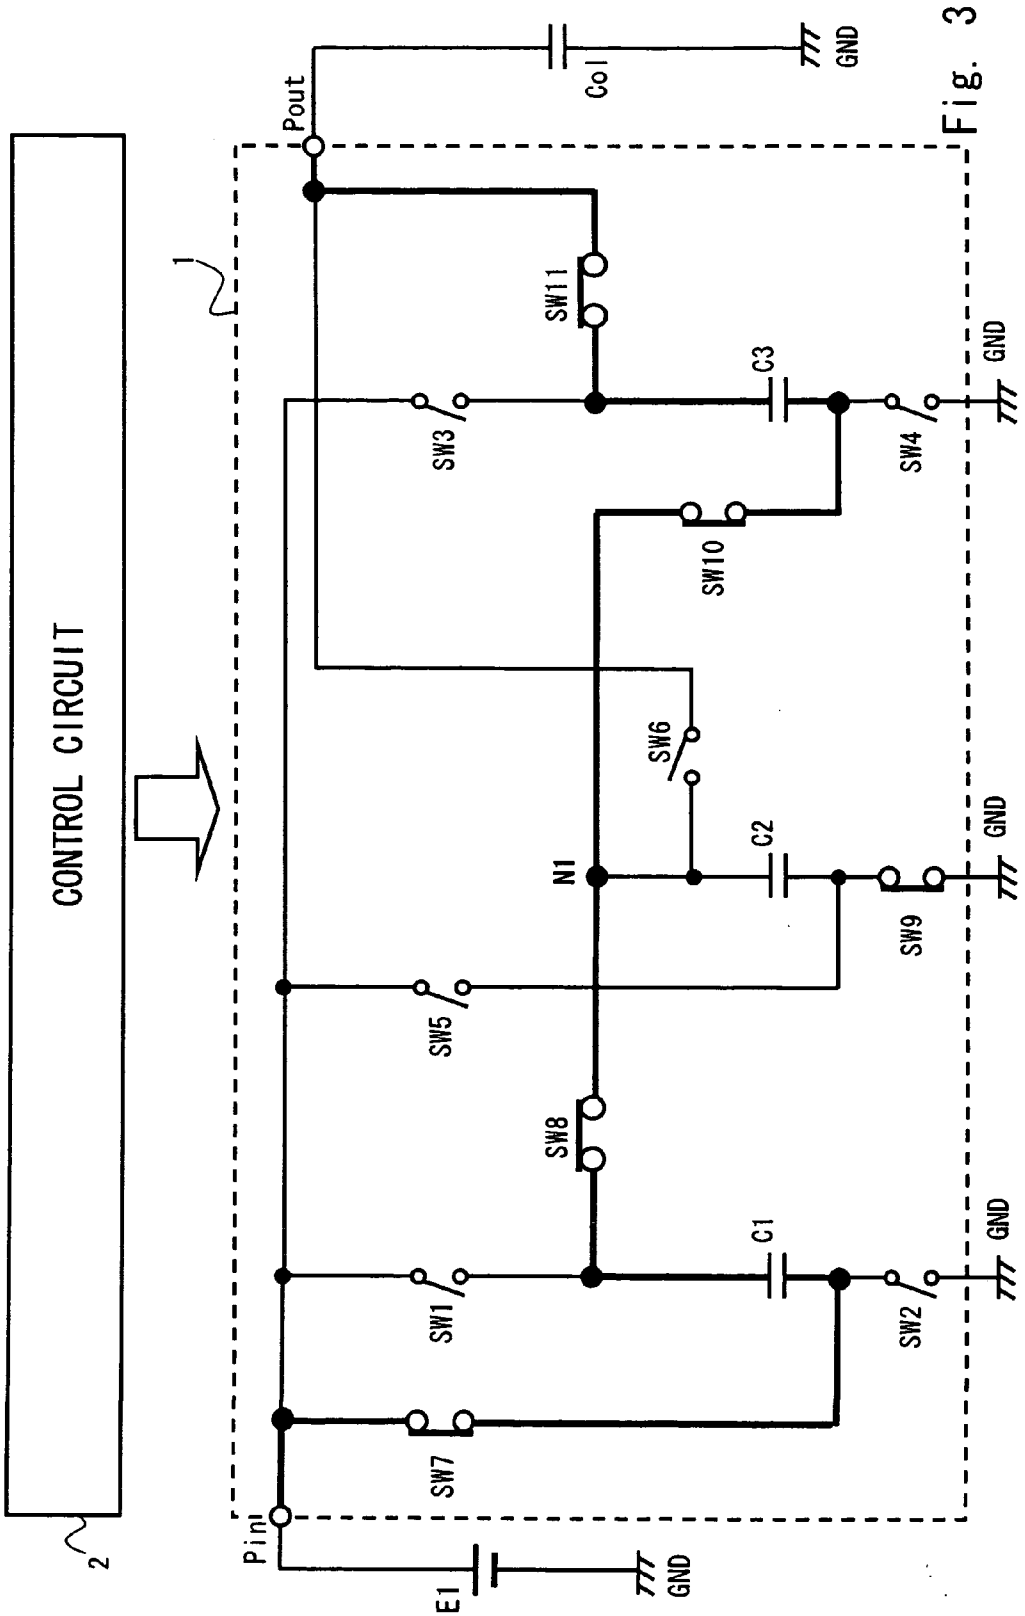 CONTROL CIRCUIT
2
1
Pin
Pout
E1
GND
SW7
SW1
SW5
SW3
SW8
N1
SW11
SW6
SW10
C1
C2
C3
Col
GND
SW2
SW9
SW4
GND
GND
GND
Fig. 3